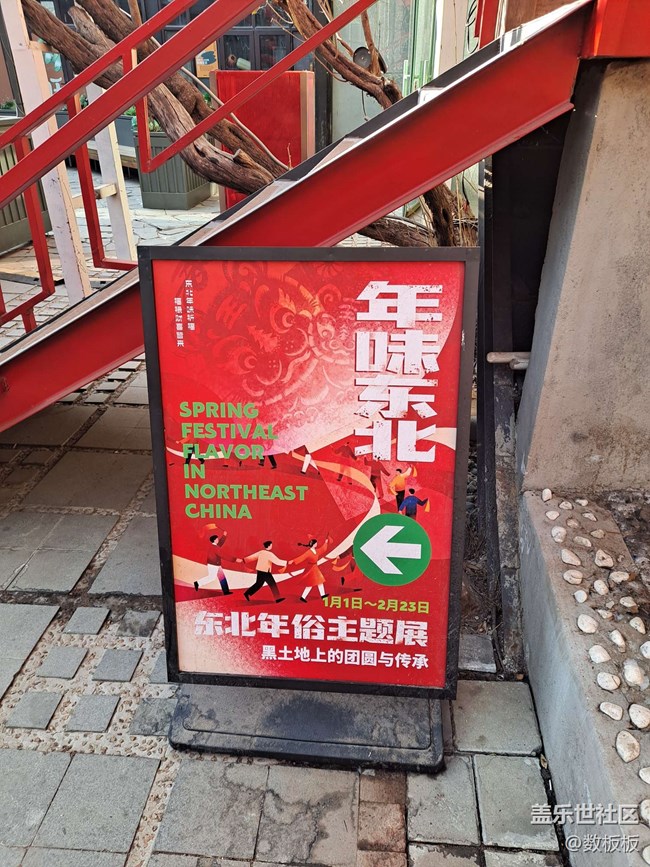 年味东北
SPRING
FESTIVAL
FLAVOR
IN
NORTHEAST
CHINA
1月1日~2月23日
东北年俗主题展
黑土地上的团圆与传承
盖乐世社区
@数板板